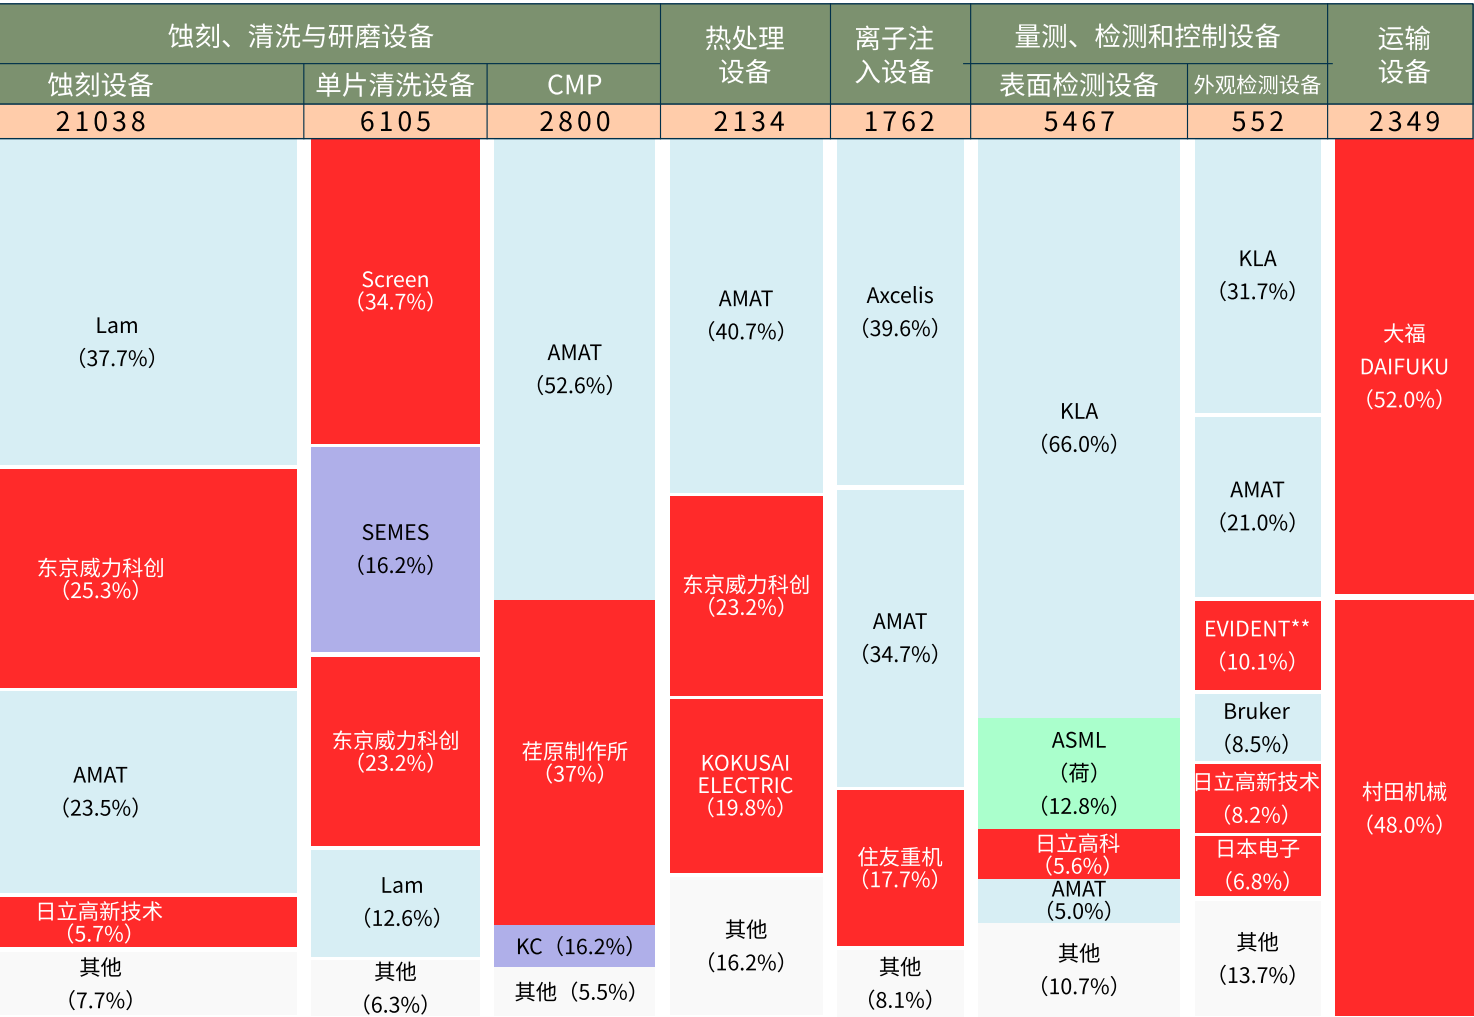 蚀刻、清洗与研磨设备
热处理
设备
离子注
入设备
量测、检测和控制设备
运输
设备
蚀刻设备
单片清洗设备
CMP
表面检测设备
外观检测设备
21038
6105
2800
2134
1762
5467
552
2349
Lam
（37.7%）
东京威力科创
（25.3%）
AMAT
（23.5%）
日立高新技术
（5.7%）
其他
（7.7%）
Screen
（34.7%）
SEMES
（16.2%）
东京威力科创
（23.2%）
Lam
（12.6%）
其他
（6.3%）
AMAT
（52.6%）
荏原制作所
（37%）
KC（16.2%）
其他（5.5%）
AMAT
（40.7%）
东京威力科创
（23.2%）
KOKUSAI
ELECTRIC
（19.8%）
其他
（16.2%）
Axcelis
（39.6%）
AMAT
（34.7%）
住友重机
（17.7%）
其他
（8.1%）
KLA
（66.0%）
ASML
（荷）
（12.8%）
日立高科
（5.6%）
AMAT
（5.0%）
其他
（10.7%）
KLA
（31.7%）
AMAT
（21.0%）
EVIDENT**
（10.1%）
Bruker
（8.5%）
日立高新技术
（8.2%）
日本电子
（6.8%）
其他
（13.7%）
大福
DAIFUKU
（52.0%）
村田机械
（48.0%）